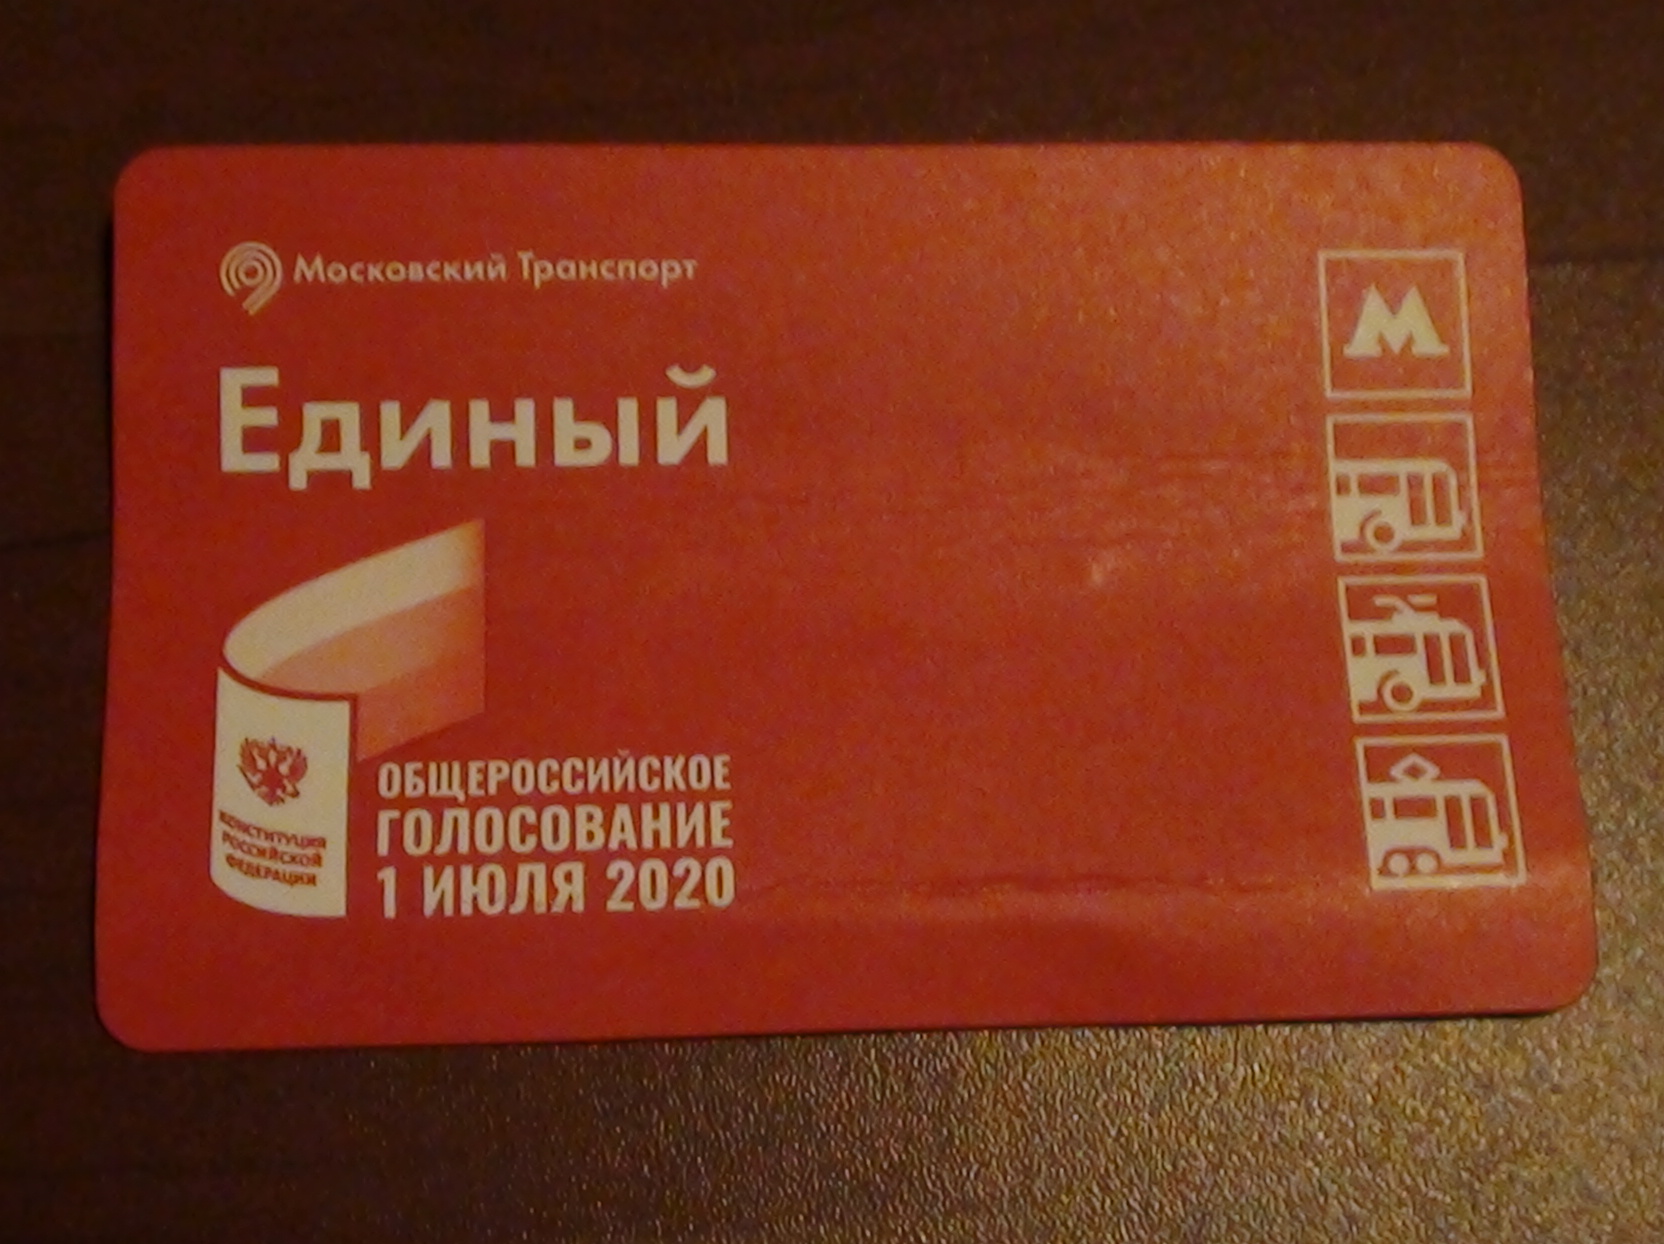 Московский Транспорт
Единый
ОБЩЕРОССИЙСКОЕ
ГОЛОСОВАНИЕ
1 ИЮЛЯ 2020
КОНСТИТУЦИЯ
РОССИЙСКОЙ
ФЕДЕРАЦИИ
М